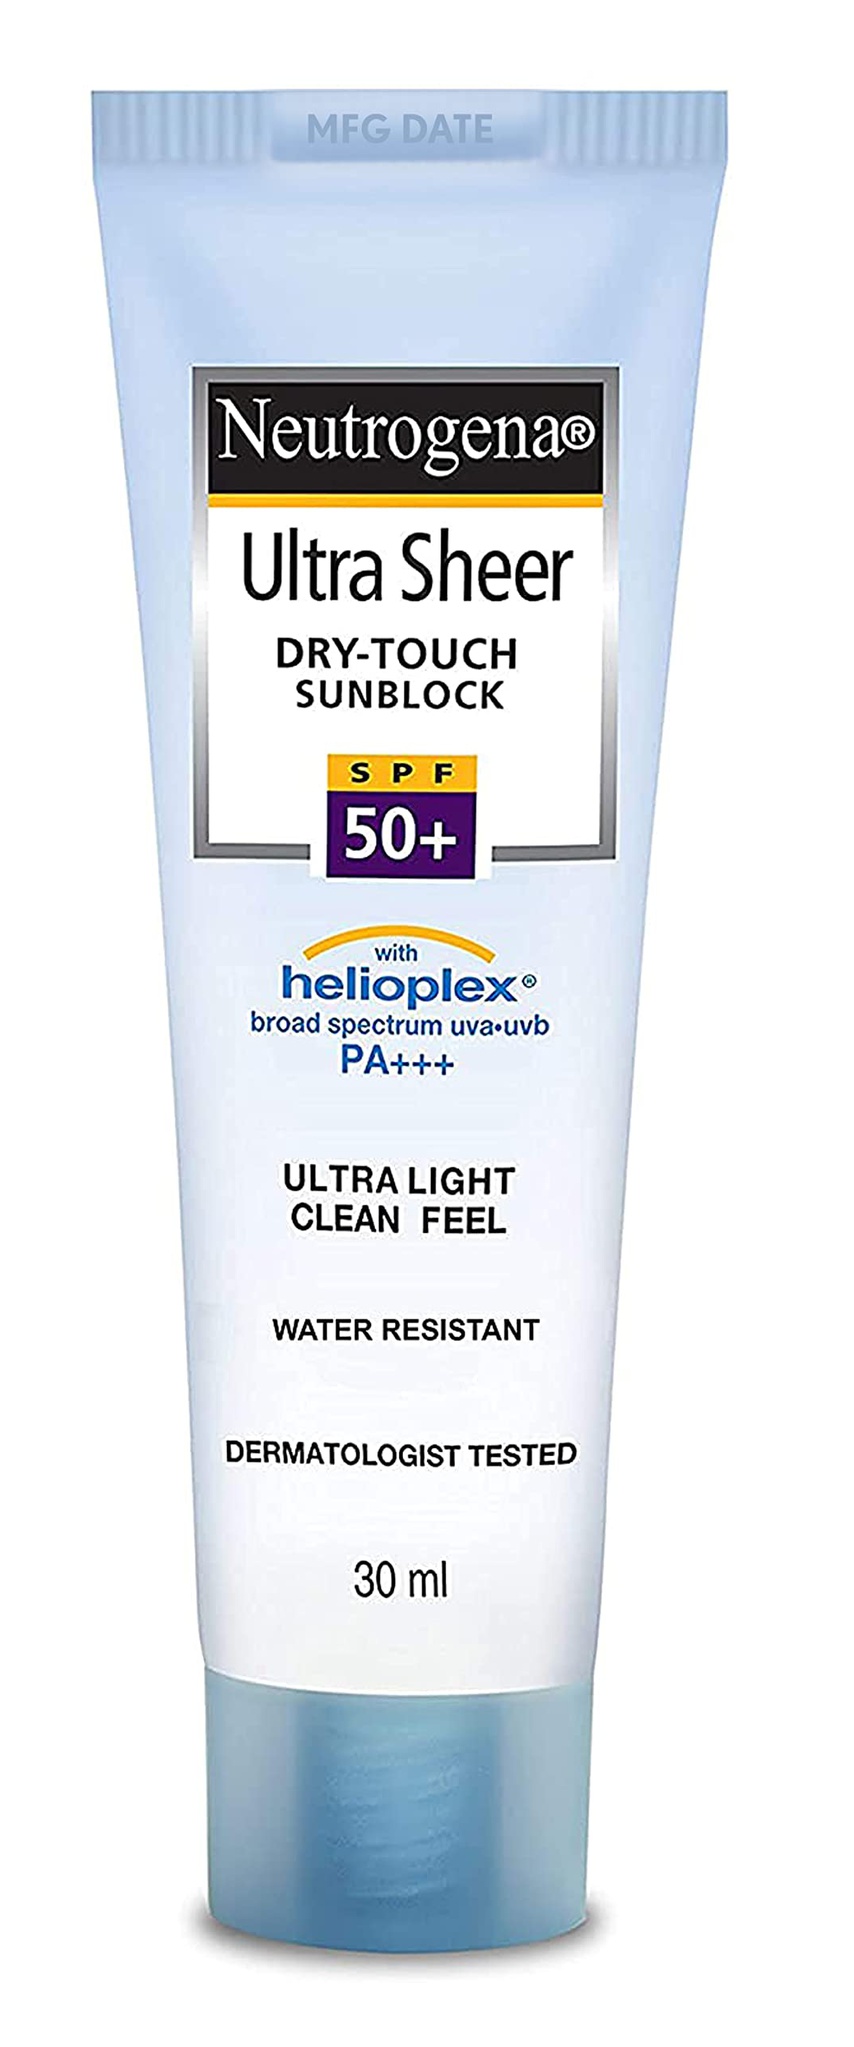 MFG DATE
Neutrogena®
Ultra Sheer
DRY-TOUCH
SUNBLOCK
SPF
50+
with
helioplex®
broad spectrum uva•uvb
PA+++
ULTRA LIGHT
CLEAN FEEL
WATER RESISTANT
DERMATOLOGIST TESTED
30 ml